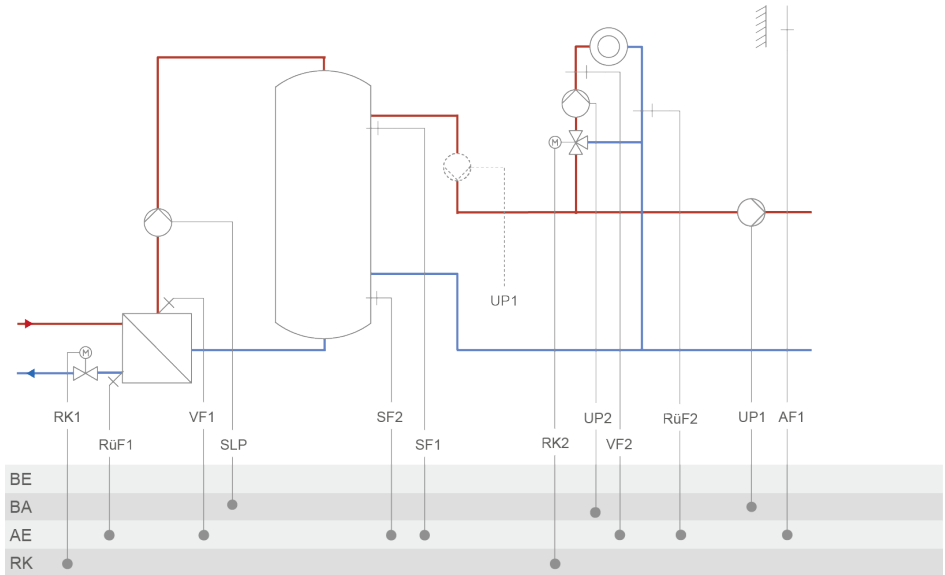 M
UP1
M
RK1
VF1
SF2
UP2
RüF2
UP1
AF1
RüF1
SLP
SF1
RK2
VF2
BE
BA
AE
RK